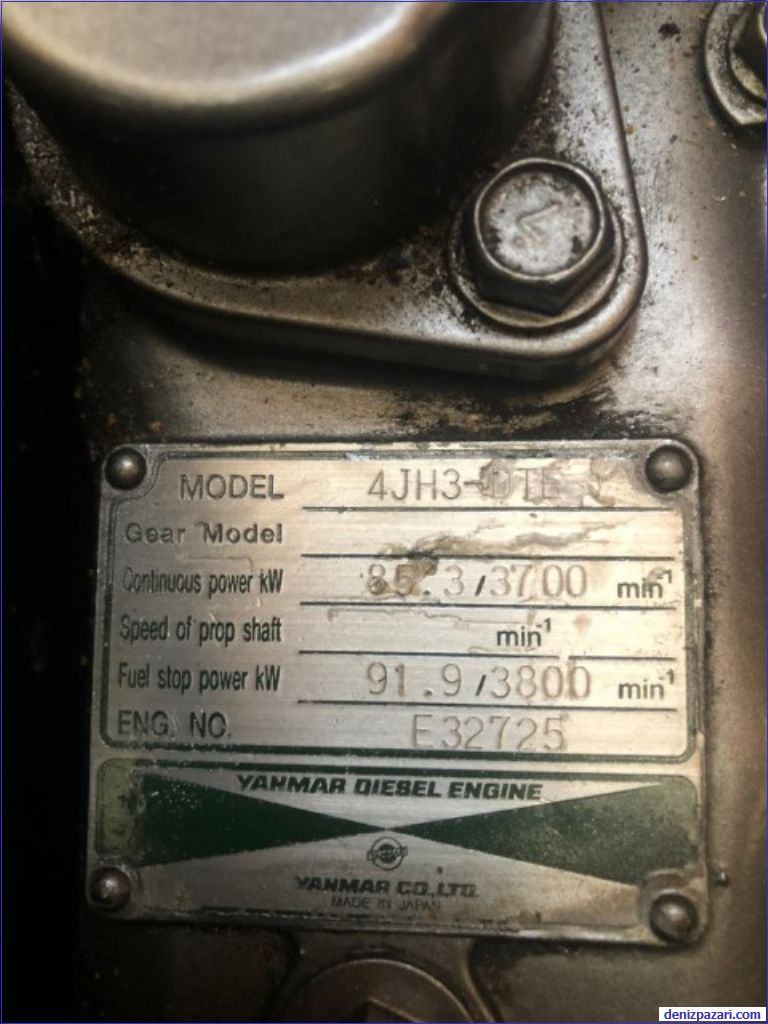 MODEL 4JH3-DTE
Gear Model
Continuous power kW 85.3/3700 min-1
Speed of prop shaft min-1
Fuel stop power kW 91.9/3800 min-1
ENG. NO. E32725
YANMAR DIESEL ENGINE
YANMAR CO.,LTD.
MADE IN JAPAN
denizpazari.com